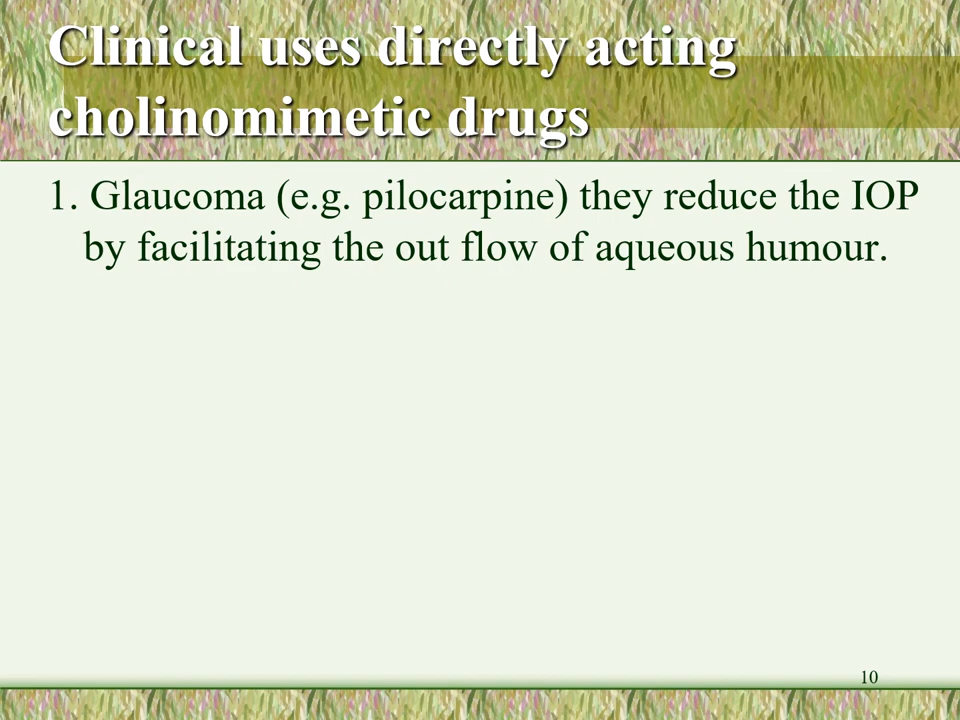 Clinical uses directly acting
cholinomimetic drugs
1. Glaucoma (e.g. pilocarpine) they reduce the IOP
by facilitating the out flow of aqueous humour.
10